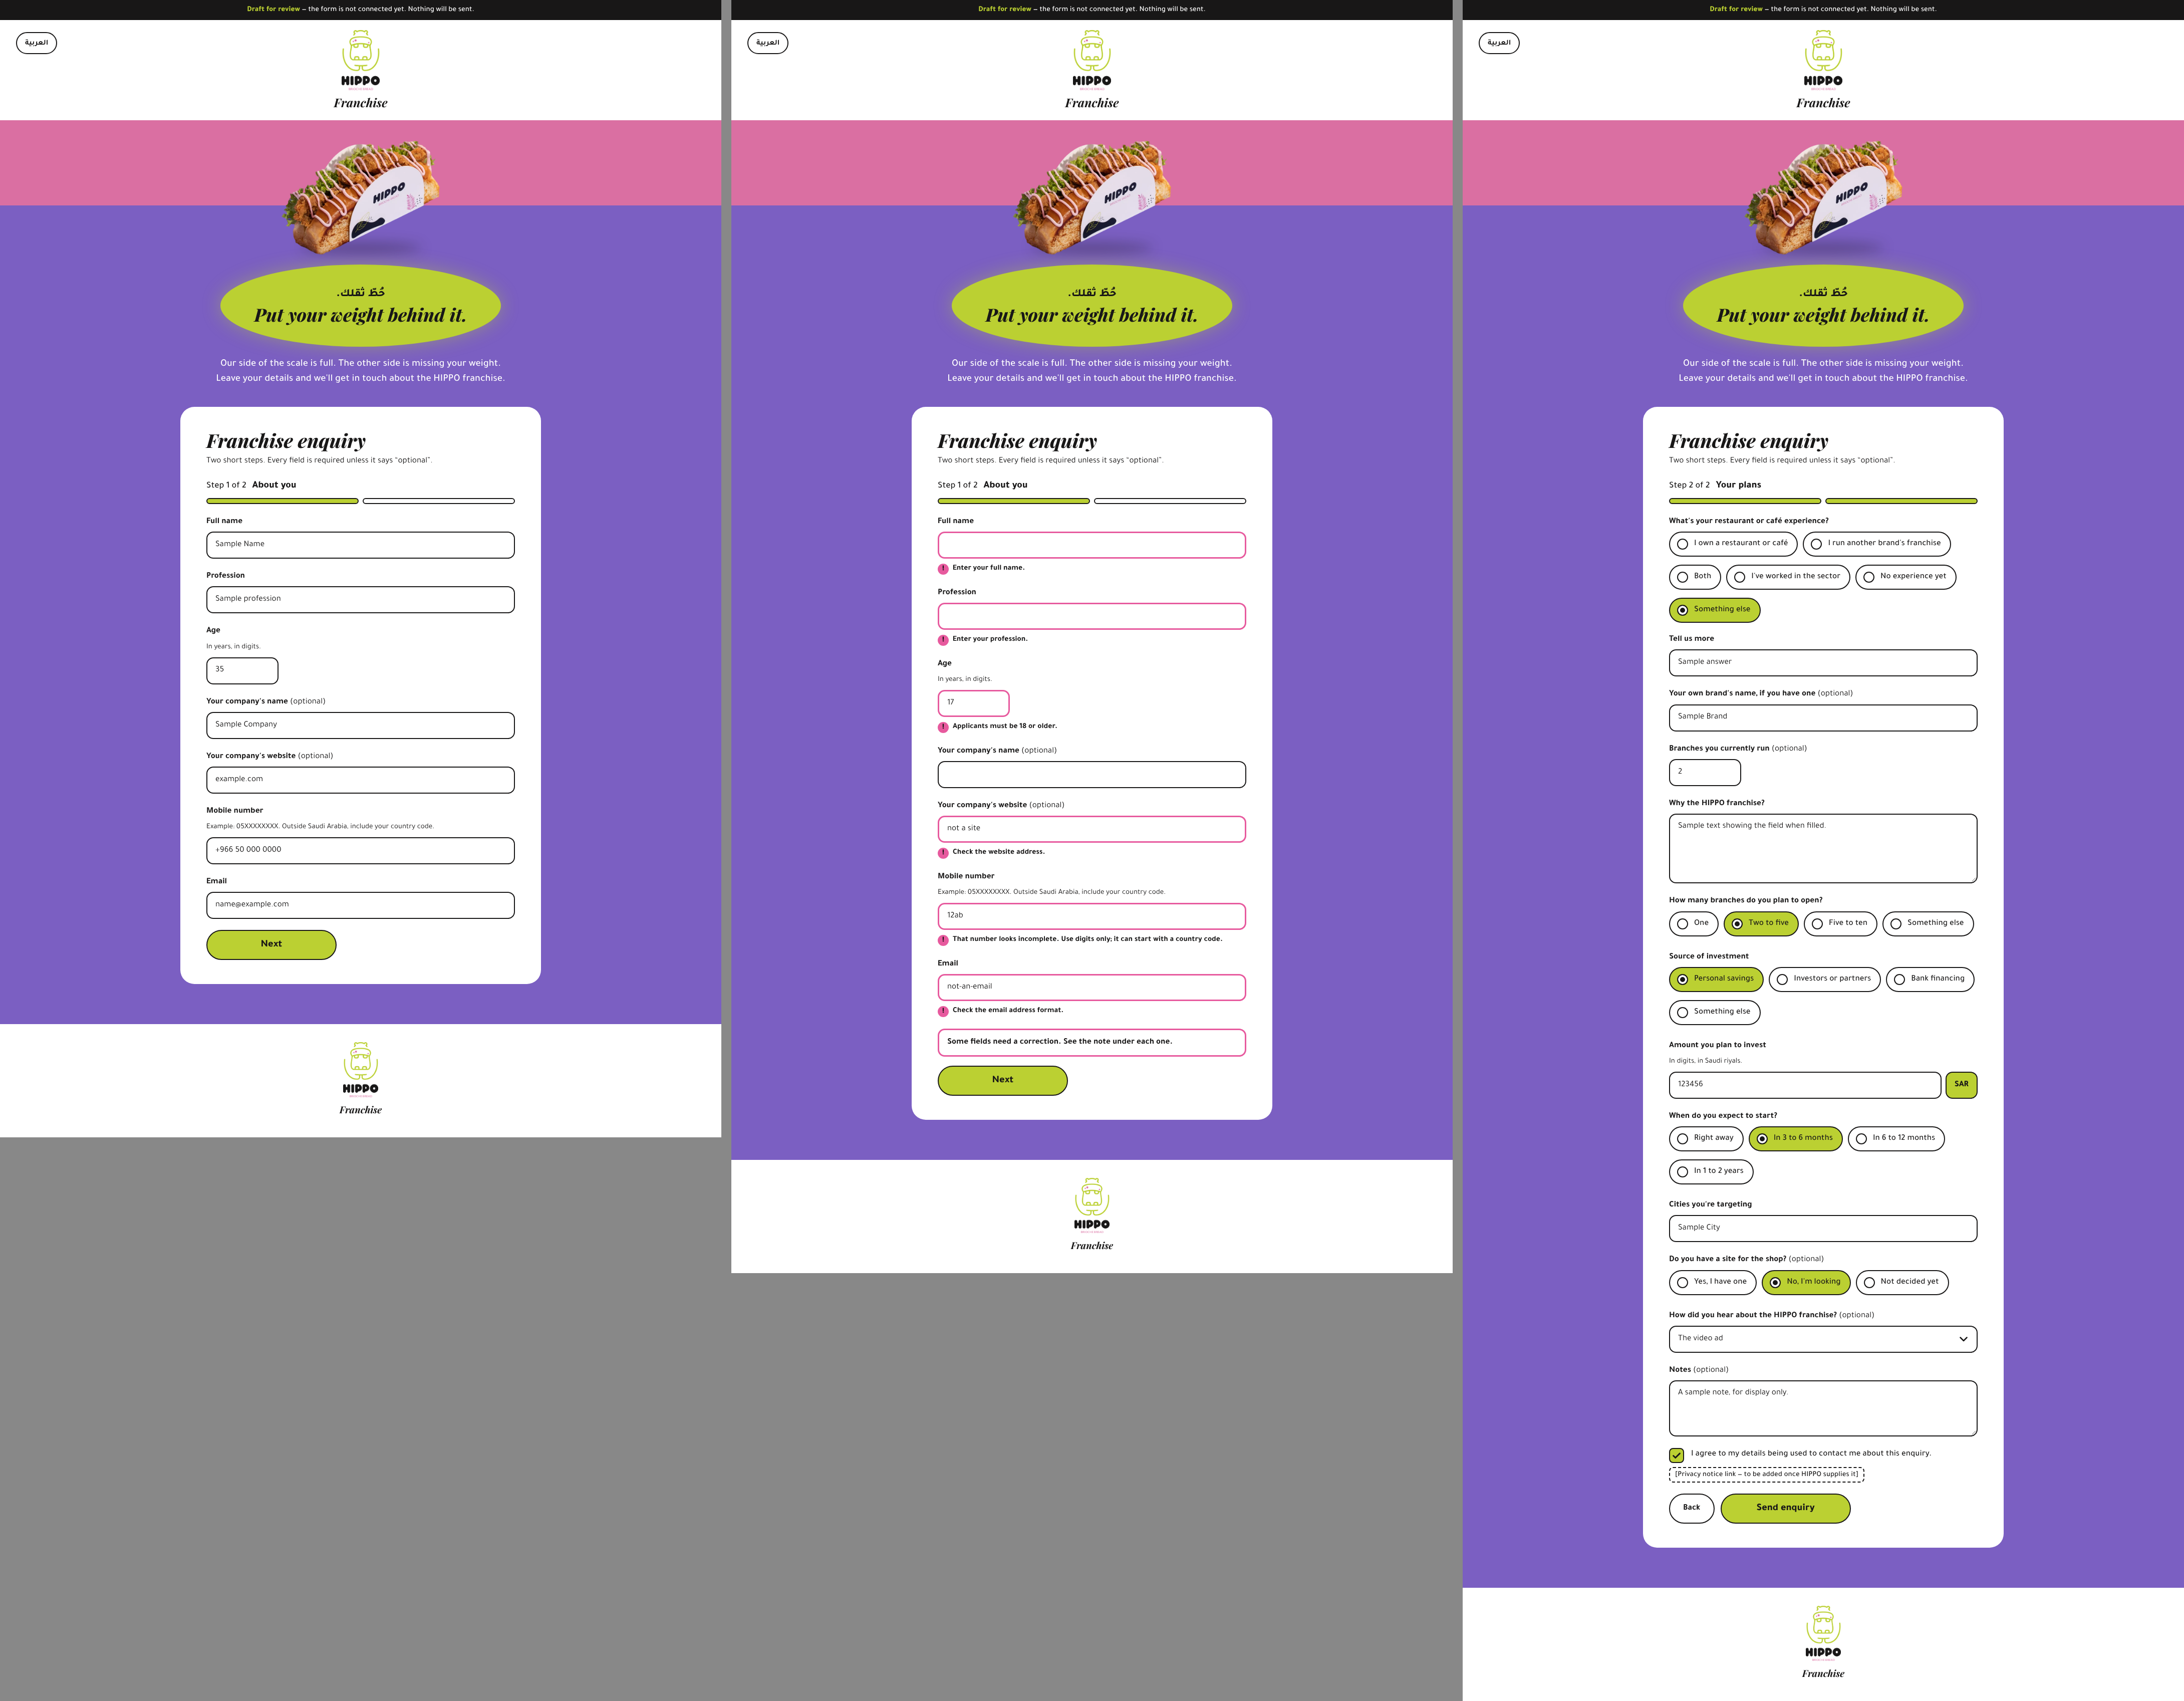 Draft for review – the form is not connected yet. Nothing will be sent.
العربية
HIPPO
Franchise
HIPPO
حُطّ ثقلك.
Put your weight behind it.
Our side of the scale is full. The other side is missing your weight.
Leave your details and we'll get in touch about the HIPPO franchise.
Franchise enquiry
Two short steps. Every field is required unless it says "optional".
Step 1 of 2 About you
Full name
Sample Name
Profession
Sample profession
Age
In years, in digits.
35
Your company's name (optional)
Sample Company
Your company's website (optional)
example.com
Mobile number
Example: 05XXXXXXXX. Outside Saudi Arabia, include your country code.
+966 50 000 0000
Email
name@example.com
Next
HIPPO
Franchise
Draft for review – the form is not connected yet. Nothing will be sent.
العربية
HIPPO
Franchise
HIPPO
حُطّ ثقلك.
Put your weight behind it.
Our side of the scale is full. The other side is missing your weight.
Leave your details and we'll get in touch about the HIPPO franchise.
Franchise enquiry
Two short steps. Every field is required unless it says "optional".
Step 1 of 2 About you
Full name
! Enter your full name.
Profession
! Enter your profession.
Age
In years, in digits.
17
! Applicants must be 18 or older.
Your company's name (optional)
Your company's website (optional)
not a site
! Check the website address.
Mobile number
Example: 05XXXXXXXX. Outside Saudi Arabia, include your country code.
12ab
! That number looks incomplete. Use digits only; it can start with a country code.
Email
not-an-email
! Check the email address format.
Some fields need a correction. See the note under each one.
Next
HIPPO
Franchise
Draft for review – the form is not connected yet. Nothing will be sent.
العربية
HIPPO
Franchise
HIPPO
حُطّ ثقلك.
Put your weight behind it.
Our side of the scale is full. The other side is missing your weight.
Leave your details and we'll get in touch about the HIPPO franchise.
Franchise enquiry
Two short steps. Every field is required unless it says "optional".
Step 2 of 2 Your plans
What's your restaurant or café experience?
I own a restaurant or café I run another brand's franchise
Both I've worked in the sector No experience yet
Something else
Tell us more
Sample answer
Your own brand's name, if you have one (optional)
Sample Brand
Branches you currently run (optional)
2
Why the HIPPO franchise?
Sample text showing the field when filled.
How many branches do you plan to open?
One Two to five Five to ten Something else
Source of investment
Personal savings Investors or partners Bank financing
Something else
Amount you plan to invest
In digits, in Saudi riyals.
123456 SAR
When do you expect to start?
Right away In 3 to 6 months In 6 to 12 months
In 1 to 2 years
Cities you're targeting
Sample City
Do you have a site for the shop? (optional)
Yes, I have one No, I'm looking Not decided yet
How did you hear about the HIPPO franchise? (optional)
The video ad
Notes (optional)
A sample note, for display only.
I agree to my details being used to contact me about this enquiry.
[Privacy notice link – to be added once HIPPO supplies it]
Back Send enquiry
HIPPO
Franchise